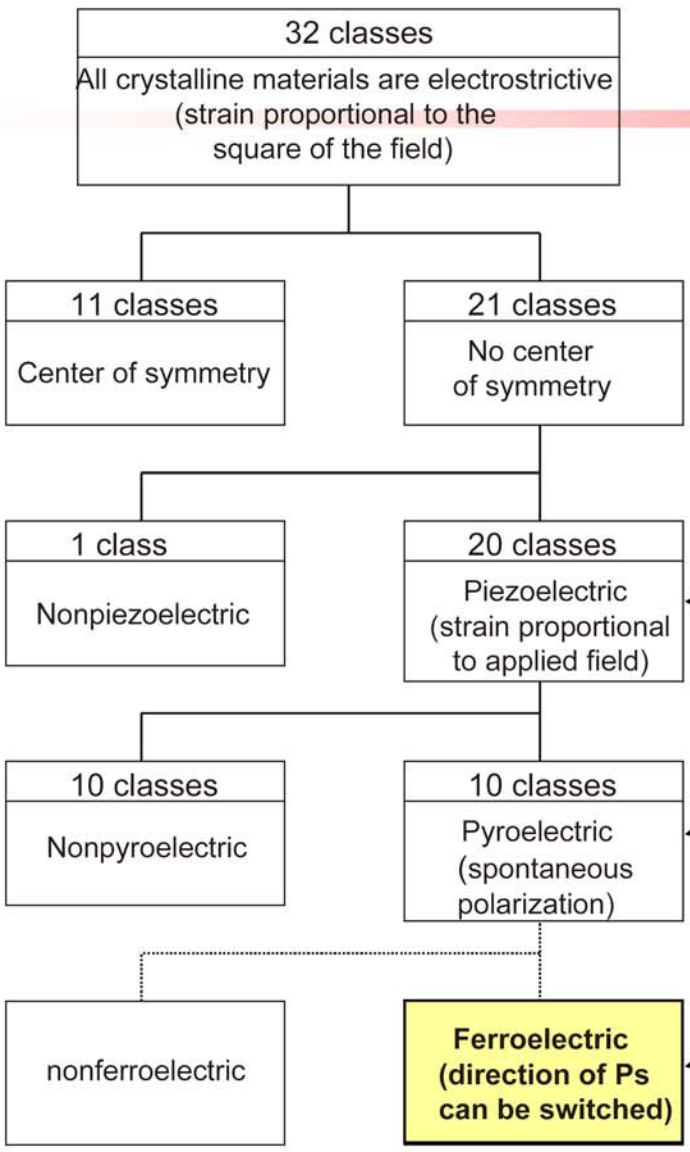 32 classes
All crystalline materials are electrostrictive
(strain proportional to the
square of the field)
11 classes
Center of symmetry
21 classes
No center
of symmetry
1 class
Nonpiezoelectric
20 classes
Piezoelectric
(strain proportional
to applied field)
10 classes
Nonpyroelectric
10 classes
Pyroelectric
(spontaneous
polarization)
nonferroelectric
Ferroelectric
(direction of Ps
can be switched)